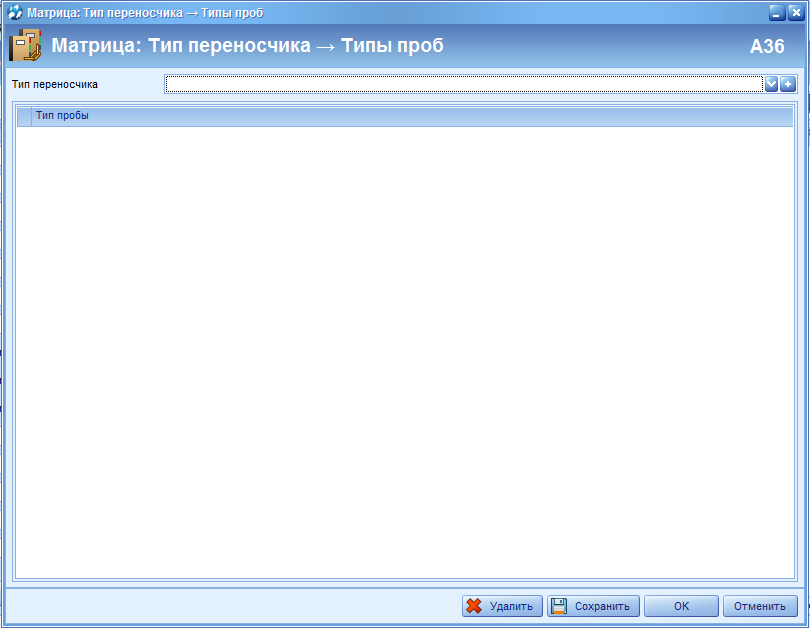 Матрица: Тип переносчика → Типы проб
Матрица: Тип переносчика → Типы проб
A36
Тип переносчика
Тип пробы
Удалить
Сохранить
OK
Отменить